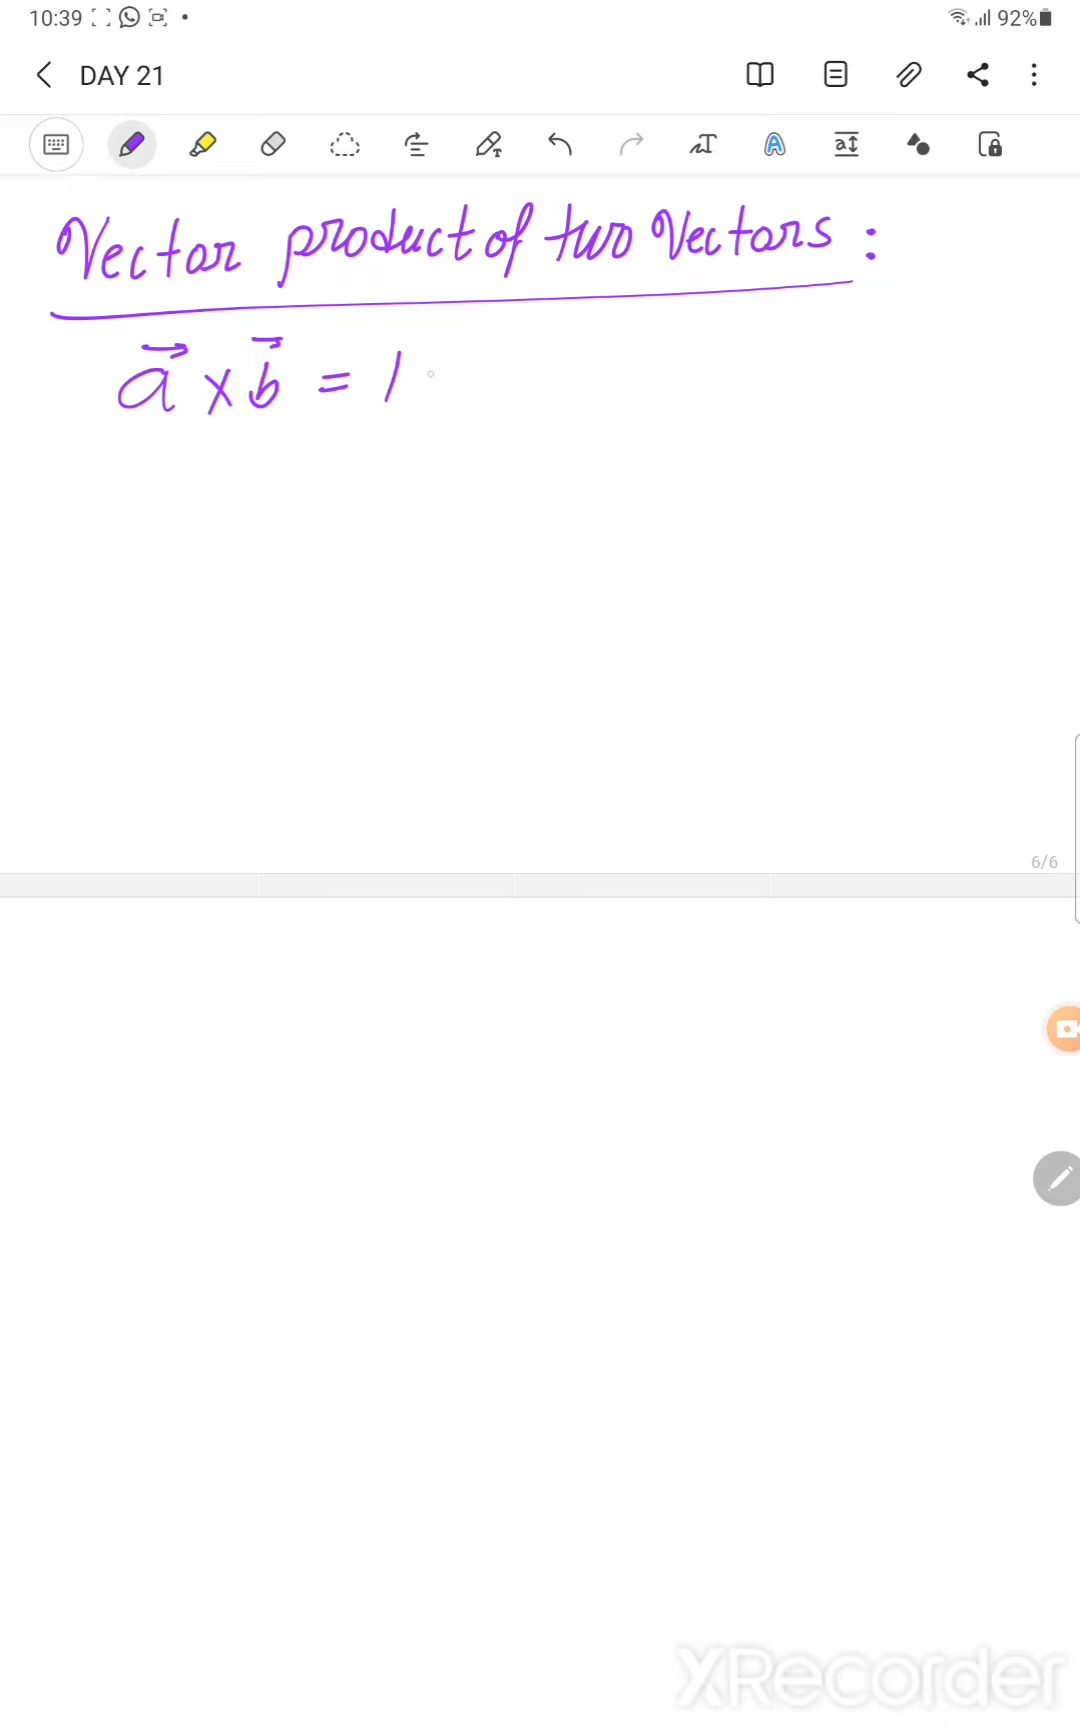 10:39 92%
DAY 21
Vector product of two Vectors :
a⃗ x b⃗ = |
6/6
XRecorder